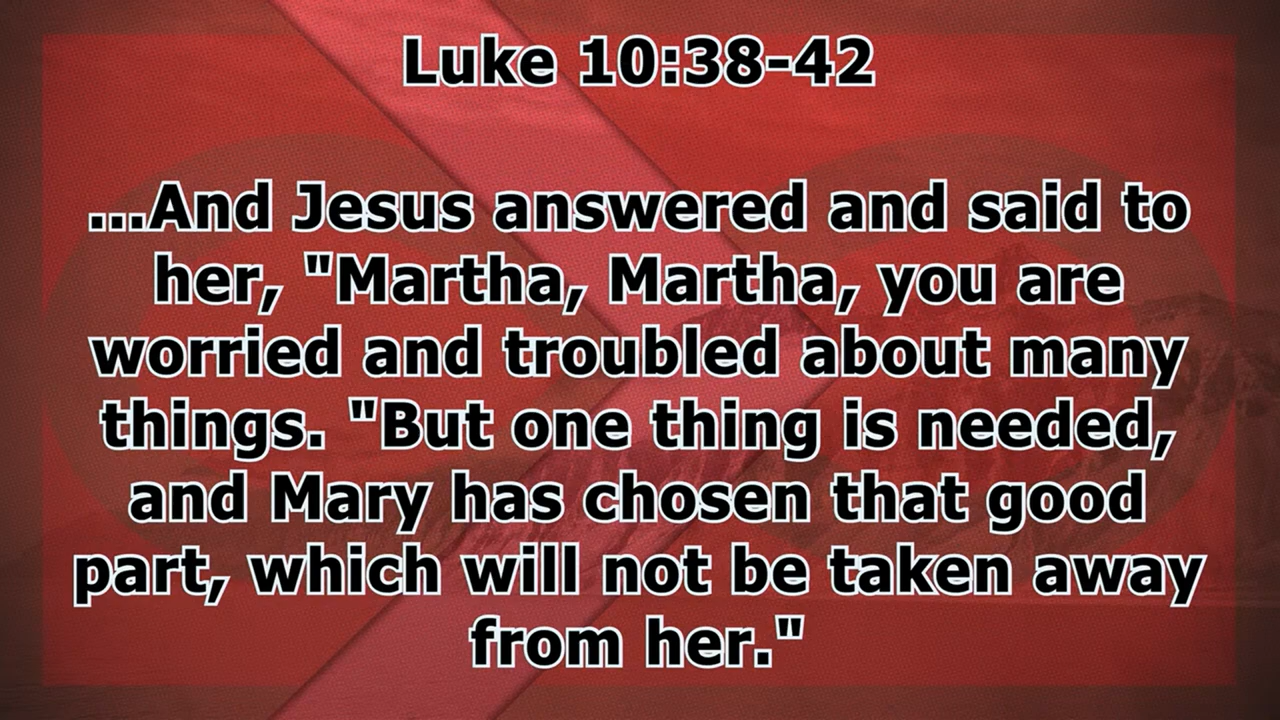 Luke 10:38-42
...And Jesus answered and said to
her, "Martha, Martha, you are
worried and troubled about many
things. "But one thing is needed,
and Mary has chosen that good
part, which will not be taken away
from her."